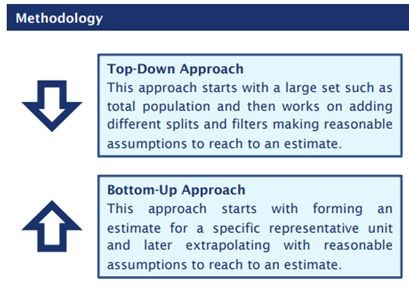 Methodology
Top-Down Approach
This approach starts with a large set such as
total population and then works on adding
different splits and filters making reasonable
assumptions to reach to an estimate.
Bottom-Up Approach
This approach starts with forming an
estimate for a specific representative unit
and later extrapolating with reasonable
assumptions to reach to an estimate.